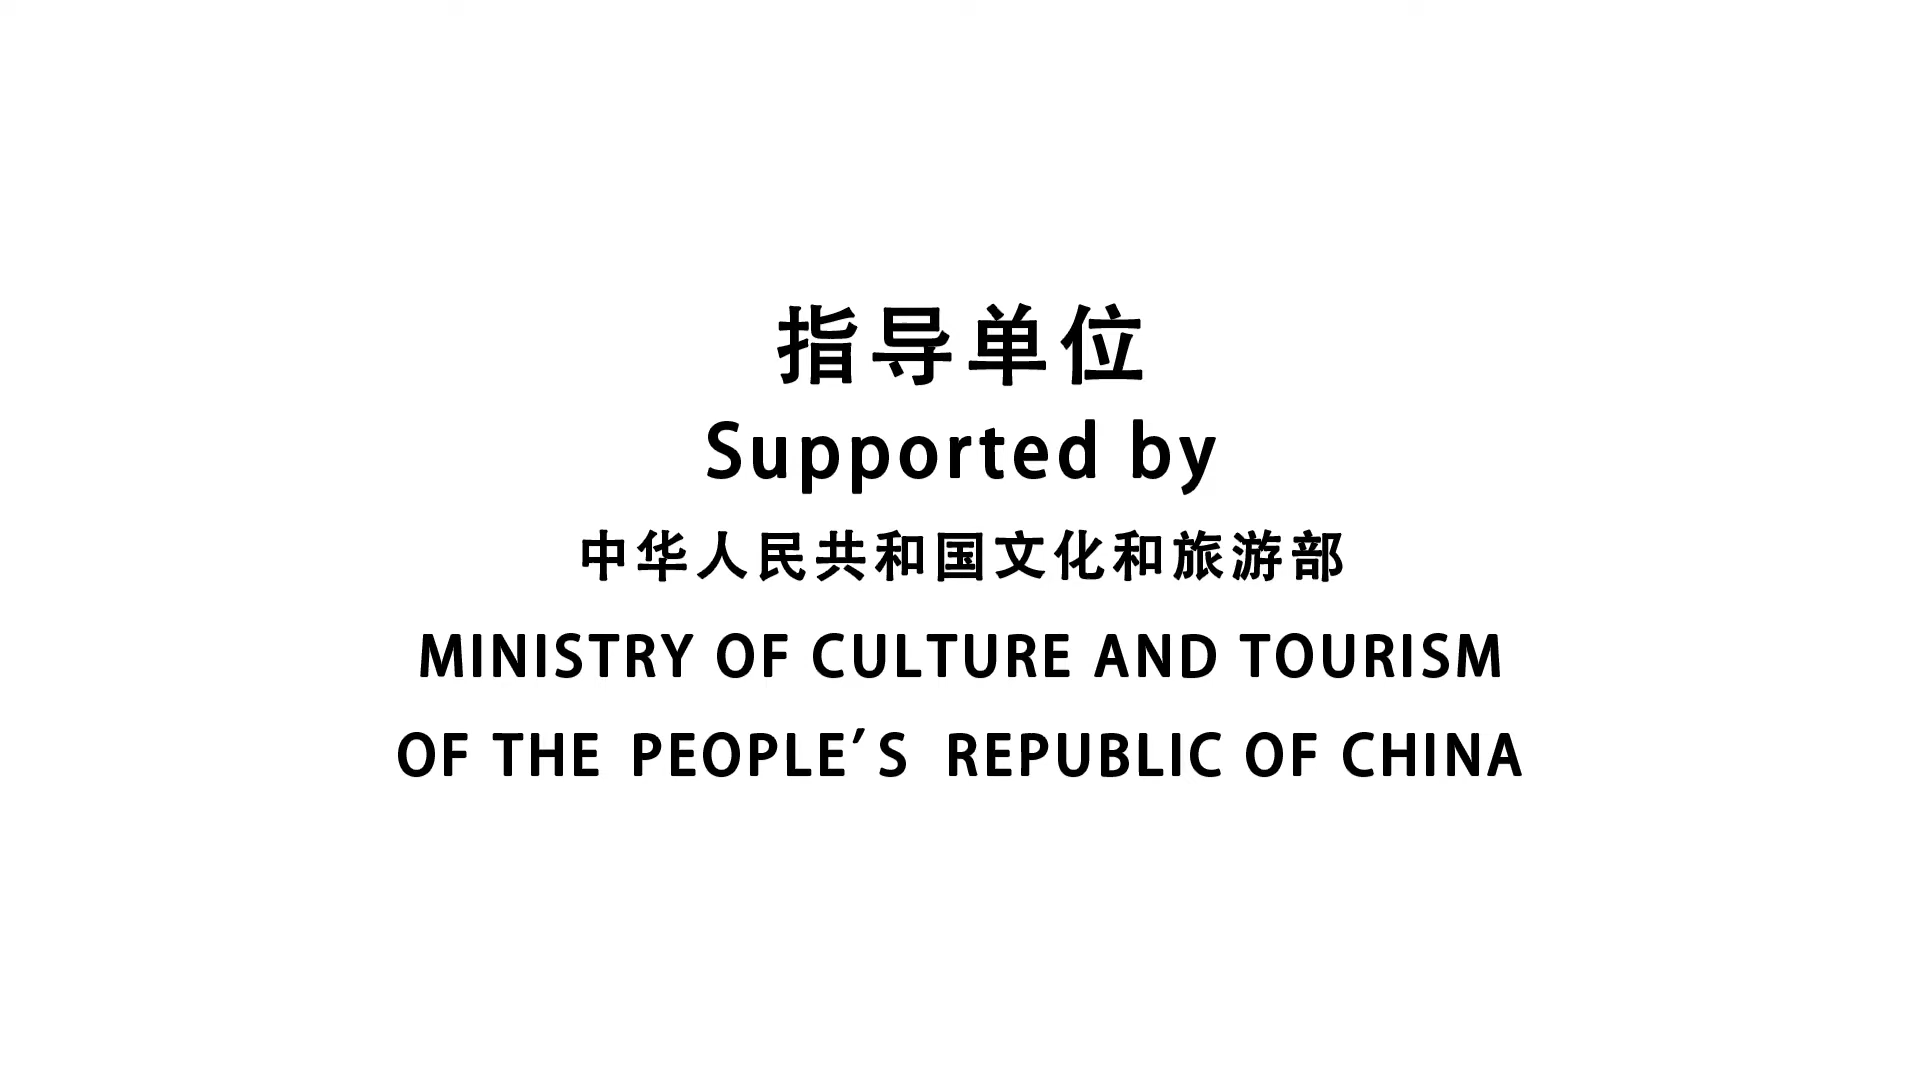 指导单位
Supported by
中华人民共和国文化和旅游部
MINISTRY OF CULTURE AND TOURISM
OF THE PEOPLE′S REPUBLIC OF CHINA